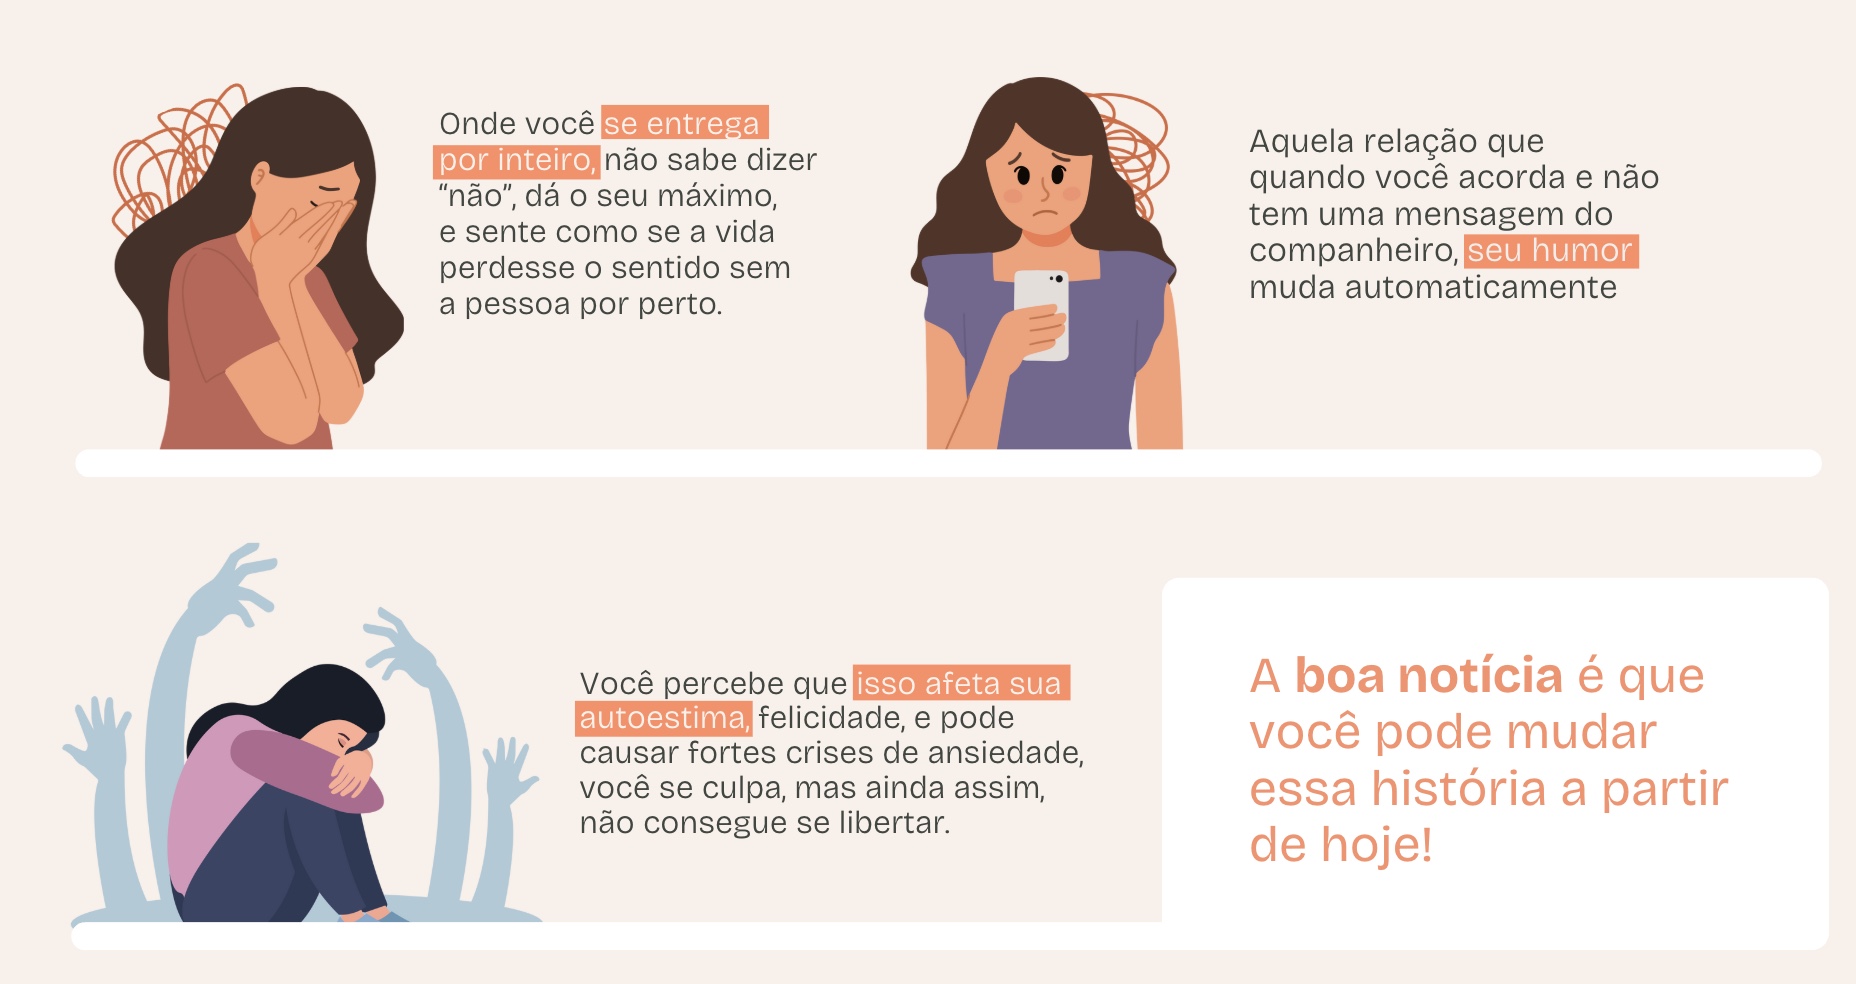 Onde você se entrega
por inteiro, não sabe dizer
“não”, dá o seu máximo,
e sente como se a vida
perdesse o sentido sem
a pessoa por perto.
Aquela relação que
quando você acorda e não
tem uma mensagem do
companheiro, seu humor
muda automaticamente
Você percebe que isso afeta sua
autoestima, felicidade, e pode
causar fortes crises de ansiedade,
você se culpa, mas ainda assim,
não consegue se libertar.
A boa notícia é que
você pode mudar
essa história a partir
de hoje!